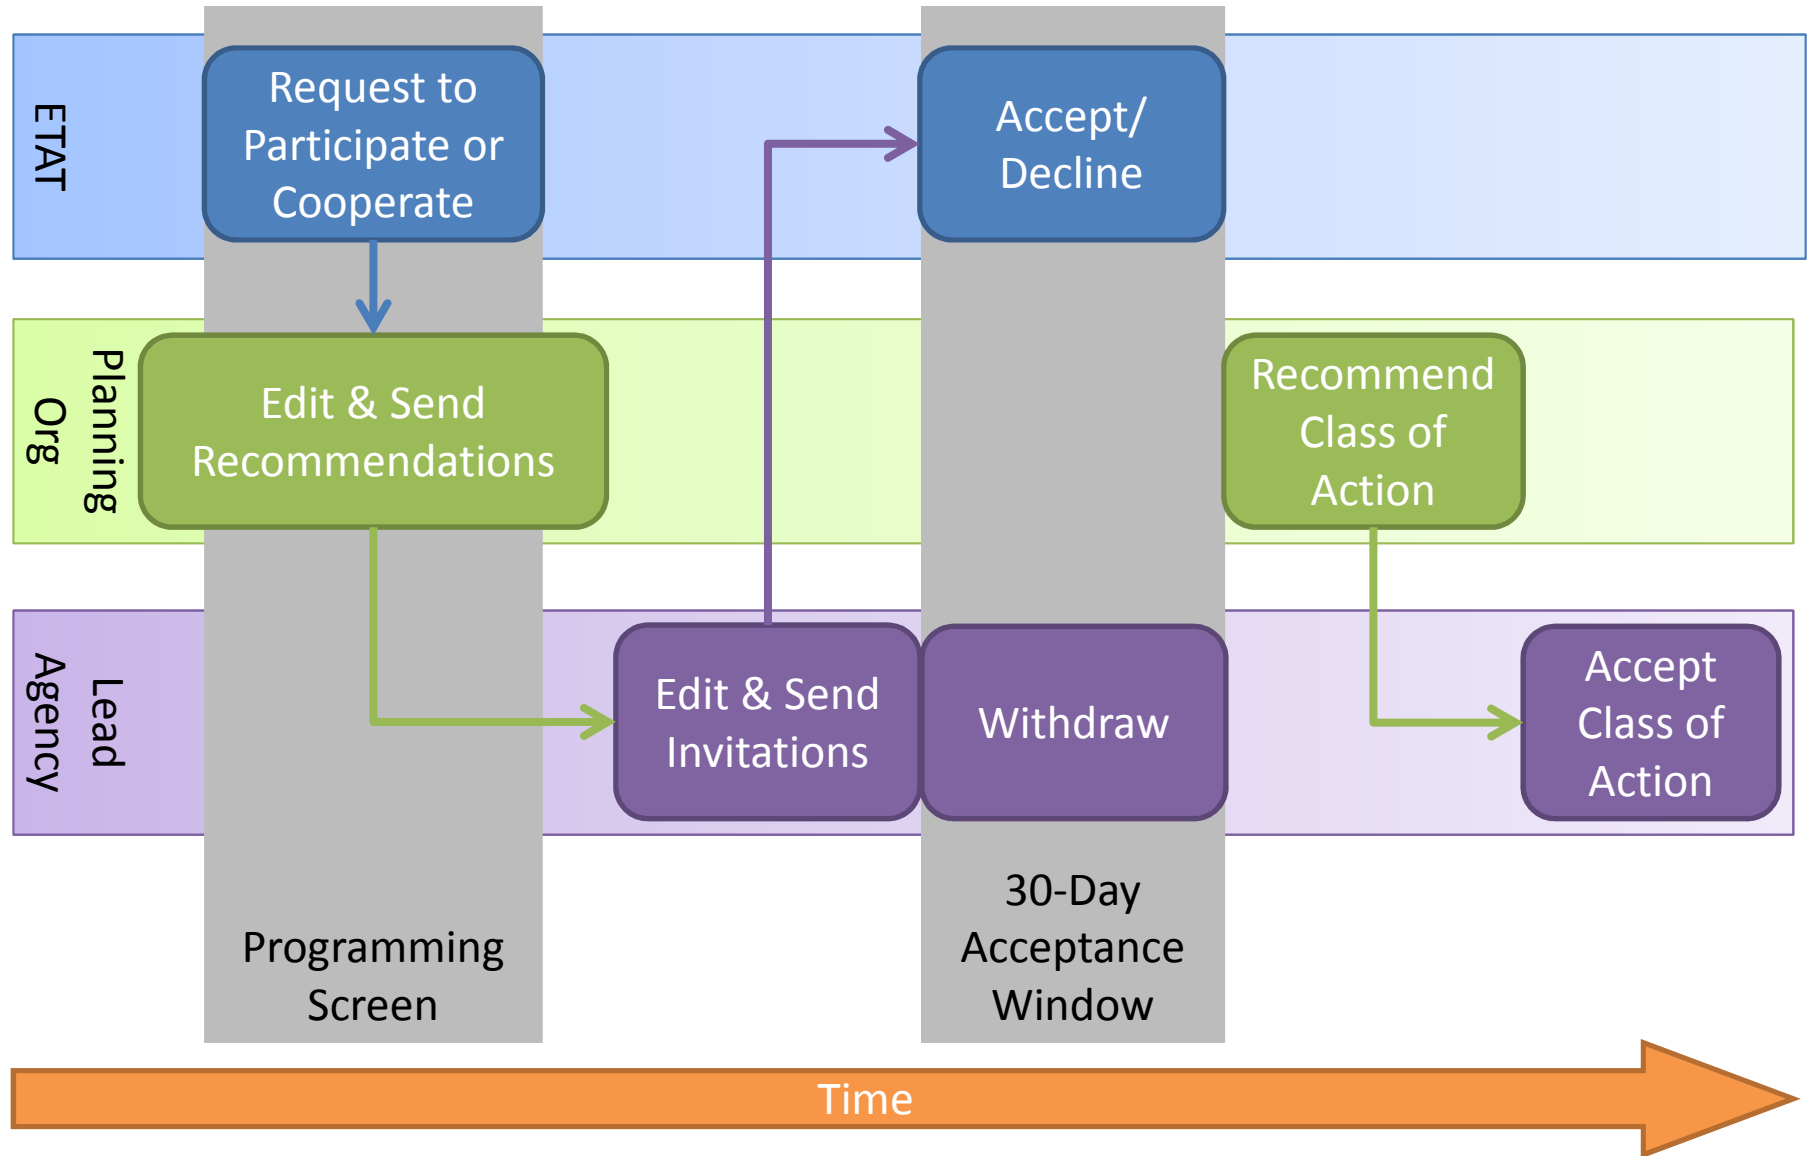 ETAT
Request to
Participate or
Cooperate
Accept/
Decline
Planning
Org
Edit & Send
Recommendations
Recommend
Class of
Action
Lead
Agency
Edit & Send
Invitations
Withdraw
Accept
Class of
Action
Programming
Screen
30-Day
Acceptance
Window
Time